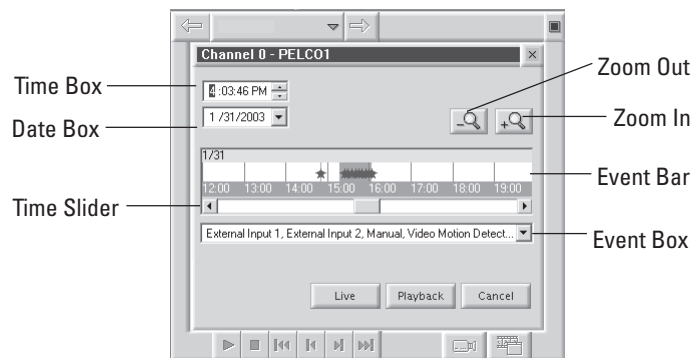 Channel 0 - PELCO1
Time Box
4 :03:46 PM
Zoom Out
Date Box
1 /31/2003
Zoom In
1/31
Event Bar
12:00 13:00 14:00 15:00 16:00 17:00 18:00 19:00
Time Slider
External Input 1, External Input 2, Manual, Video Motion Detect...
Event Box
Live Playback Cancel